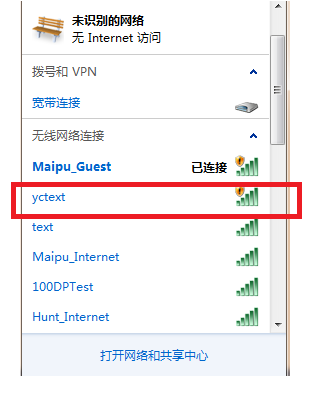 未识别的网络
无 Internet 访问
拨号和 VPN
宽带连接
无线网络连接
Maipu_Guest 已连接
yctext
text
Maipu_Internet
100DPTest
Hunt_Internet
打开网络和共享中心